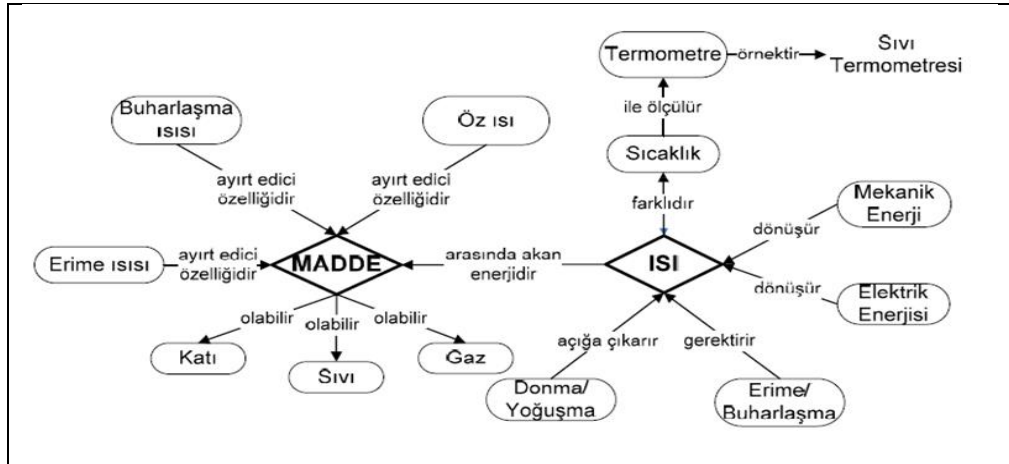 Termometre
örnektir
Sıvı
Termometresi
ile ölçülür
Buharlaşma
ısısı
Öz ısı
Sıcaklık
ayırt edici
özelliğidir
ayırt edici
özelliğidir
farklıdır
Mekanik
Enerji
dönüşür
Erime ısısı
ayırt edici
özelliğidir
MADDE
arasında akan
enerjidir
ISI
dönüşür
Elektrik
Enerjisi
olabilir
olabilir
olabilir
açığa çıkarır
gerektirir
Katı
Sıvı
Gaz
Donma/
Yoğuşma
Erime/
Buharlaşma